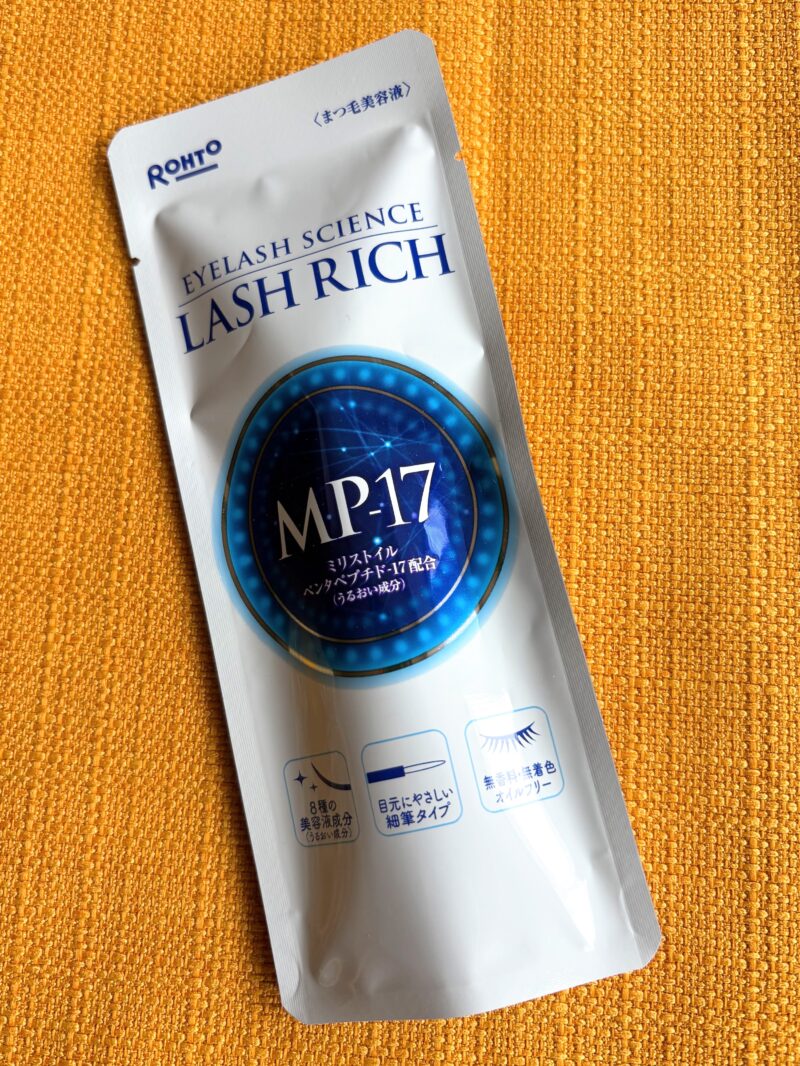 ROHTO
〈まつ毛美容液〉
EYELASH SCIENCE
LASH RICH
MP-17
ミリストイル
ペンタペプチド-17配合
(うるおい成分)
8種の
美容液成分
(うるおい成分)
目元にやさしい
細筆タイプ
無香料・無着色
オイルフリー